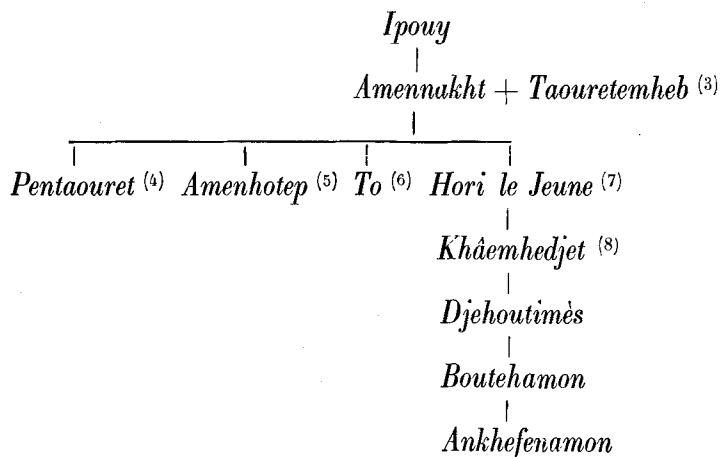 Ipouy
Amennakht + Taouretemheb (3)
Pentaouret (4) Amenhotep (5) To (6) Hori le Jeune (7)
Khâemhedjet (8)
Djehoutimès
Boutehamon
Ankhefenamon